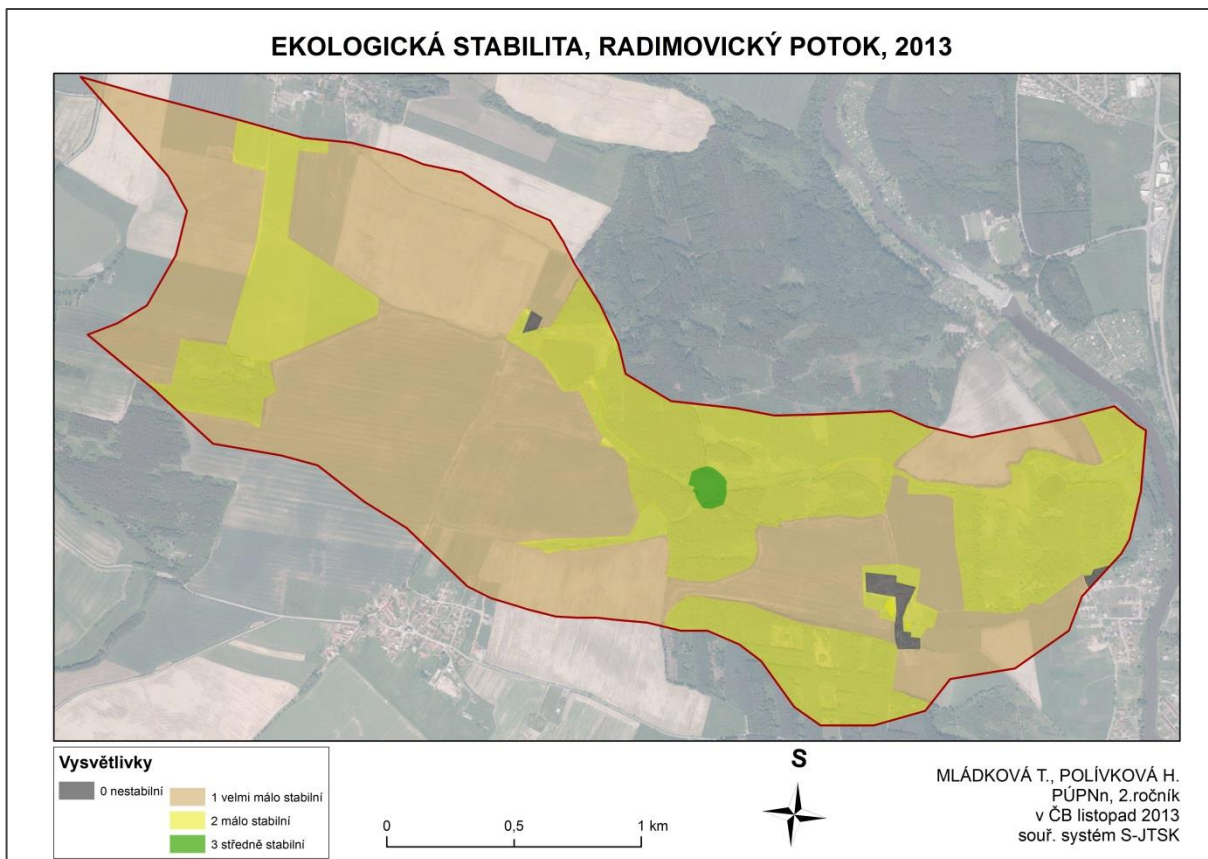 EKOLOGICKÁ STABILITA, RADIMOVICKÝ POTOK, 2013
Vysvětlivky
0 nestabilní
1 velmi málo stabilní
2 málo stabilní
3 středně stabilní
0
0,5
1 km
S
MLÁDKOVÁ T., POLÍVKOVÁ H.
PÚPNn, 2.ročník
v ČB listopad 2013
souř. systém S-JTSK